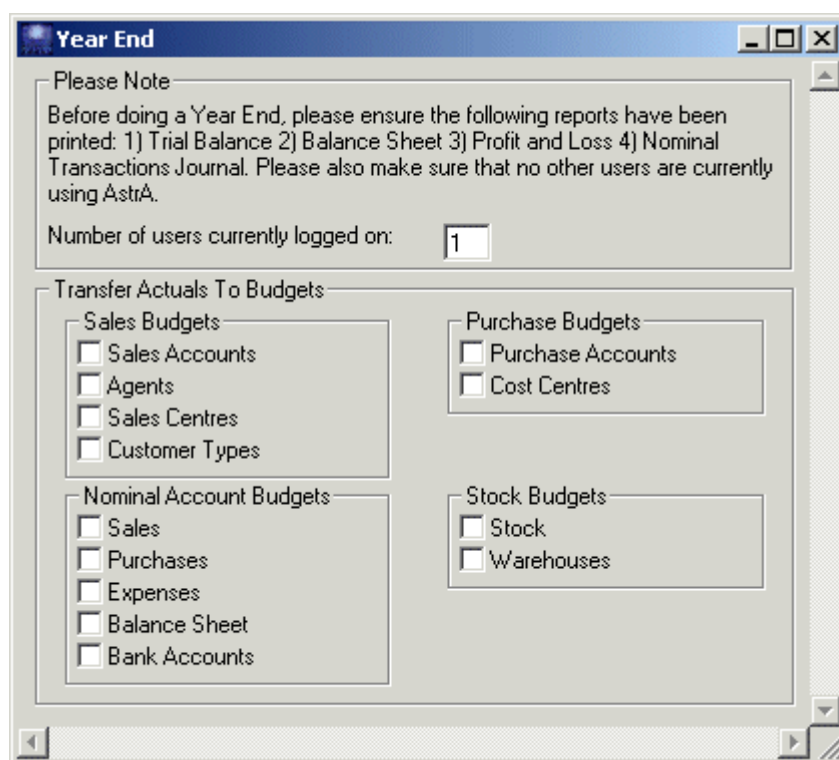 Year End
Please Note
Before doing a Year End, please ensure the following reports have been
printed: 1) Trial Balance 2) Balance Sheet 3) Profit and Loss 4) Nominal
Transactions Journal. Please also make sure that no other users are currently
using AstrA.
Number of users currently logged on: 1
Transfer Actuals To Budgets
Sales Budgets
Sales Accounts
Agents
Sales Centres
Customer Types
Purchase Budgets
Purchase Accounts
Cost Centres
Nominal Account Budgets
Sales
Purchases
Expenses
Balance Sheet
Bank Accounts
Stock Budgets
Stock
Warehouses